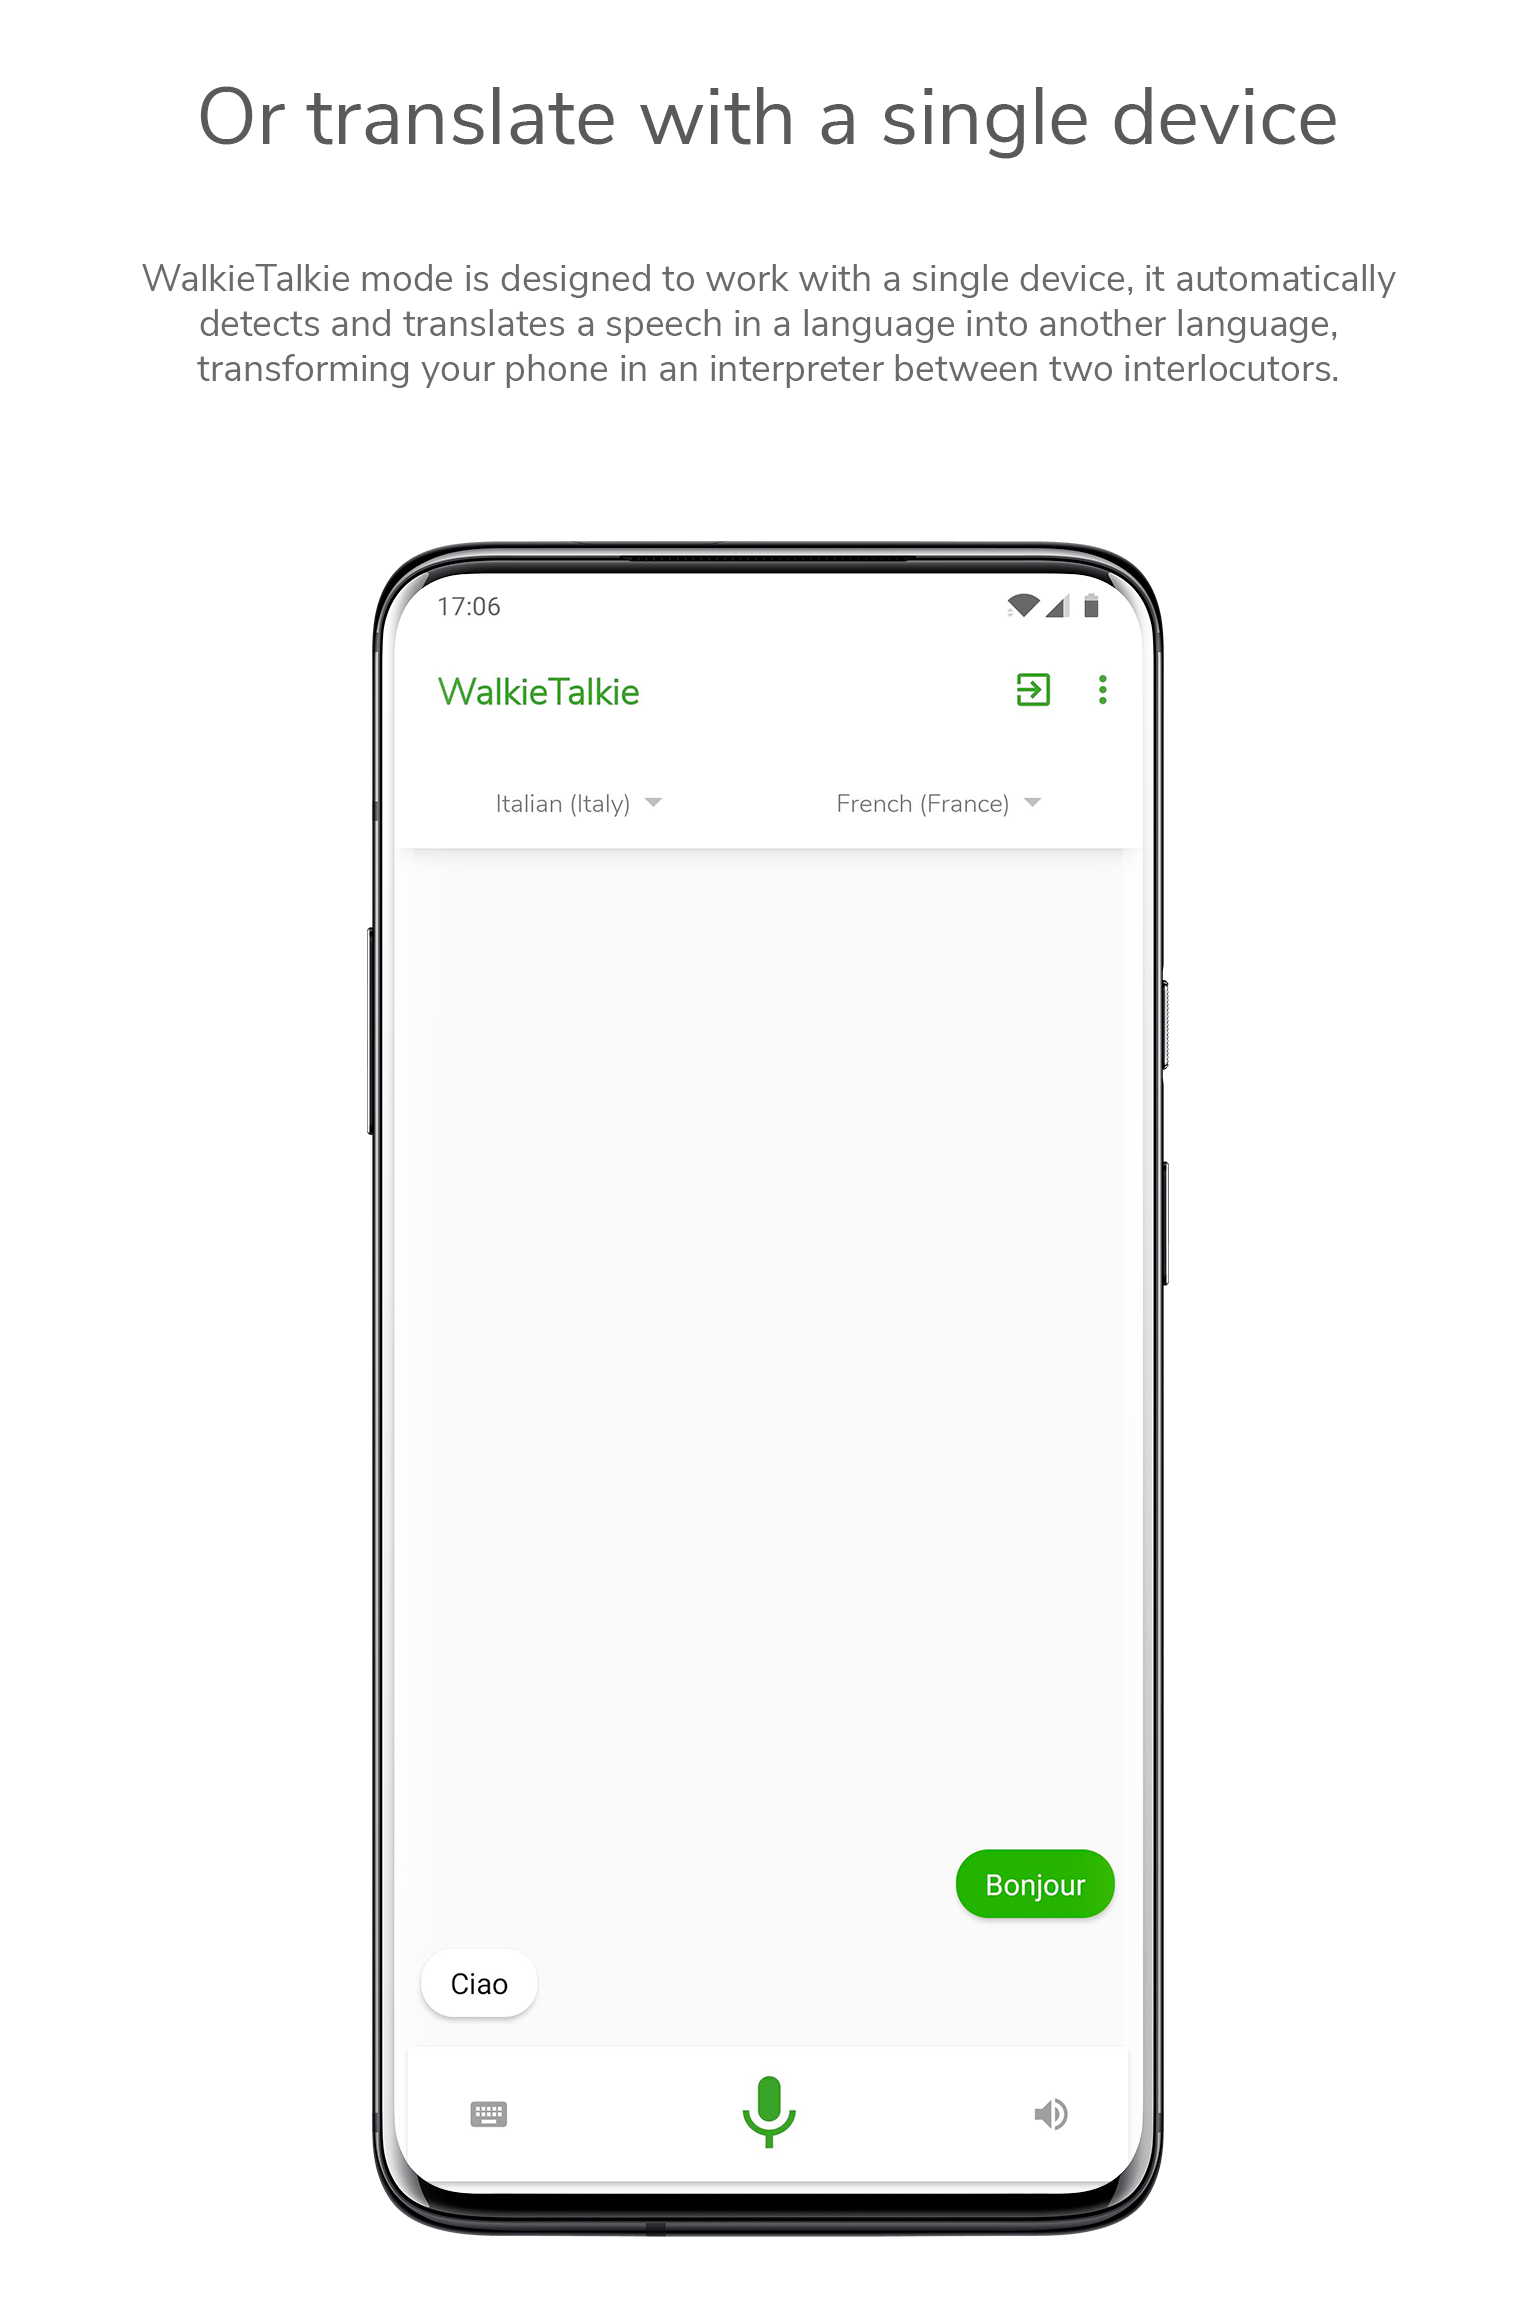 Or translate with a single device
WalkieTalkie mode is designed to work with a single device, it automatically
detects and translates a speech in a language into another language,
transforming your phone in an interpreter between two interlocutors.
17:06
WalkieTalkie
Italian (Italy) French (France)
Bonjour
Ciao